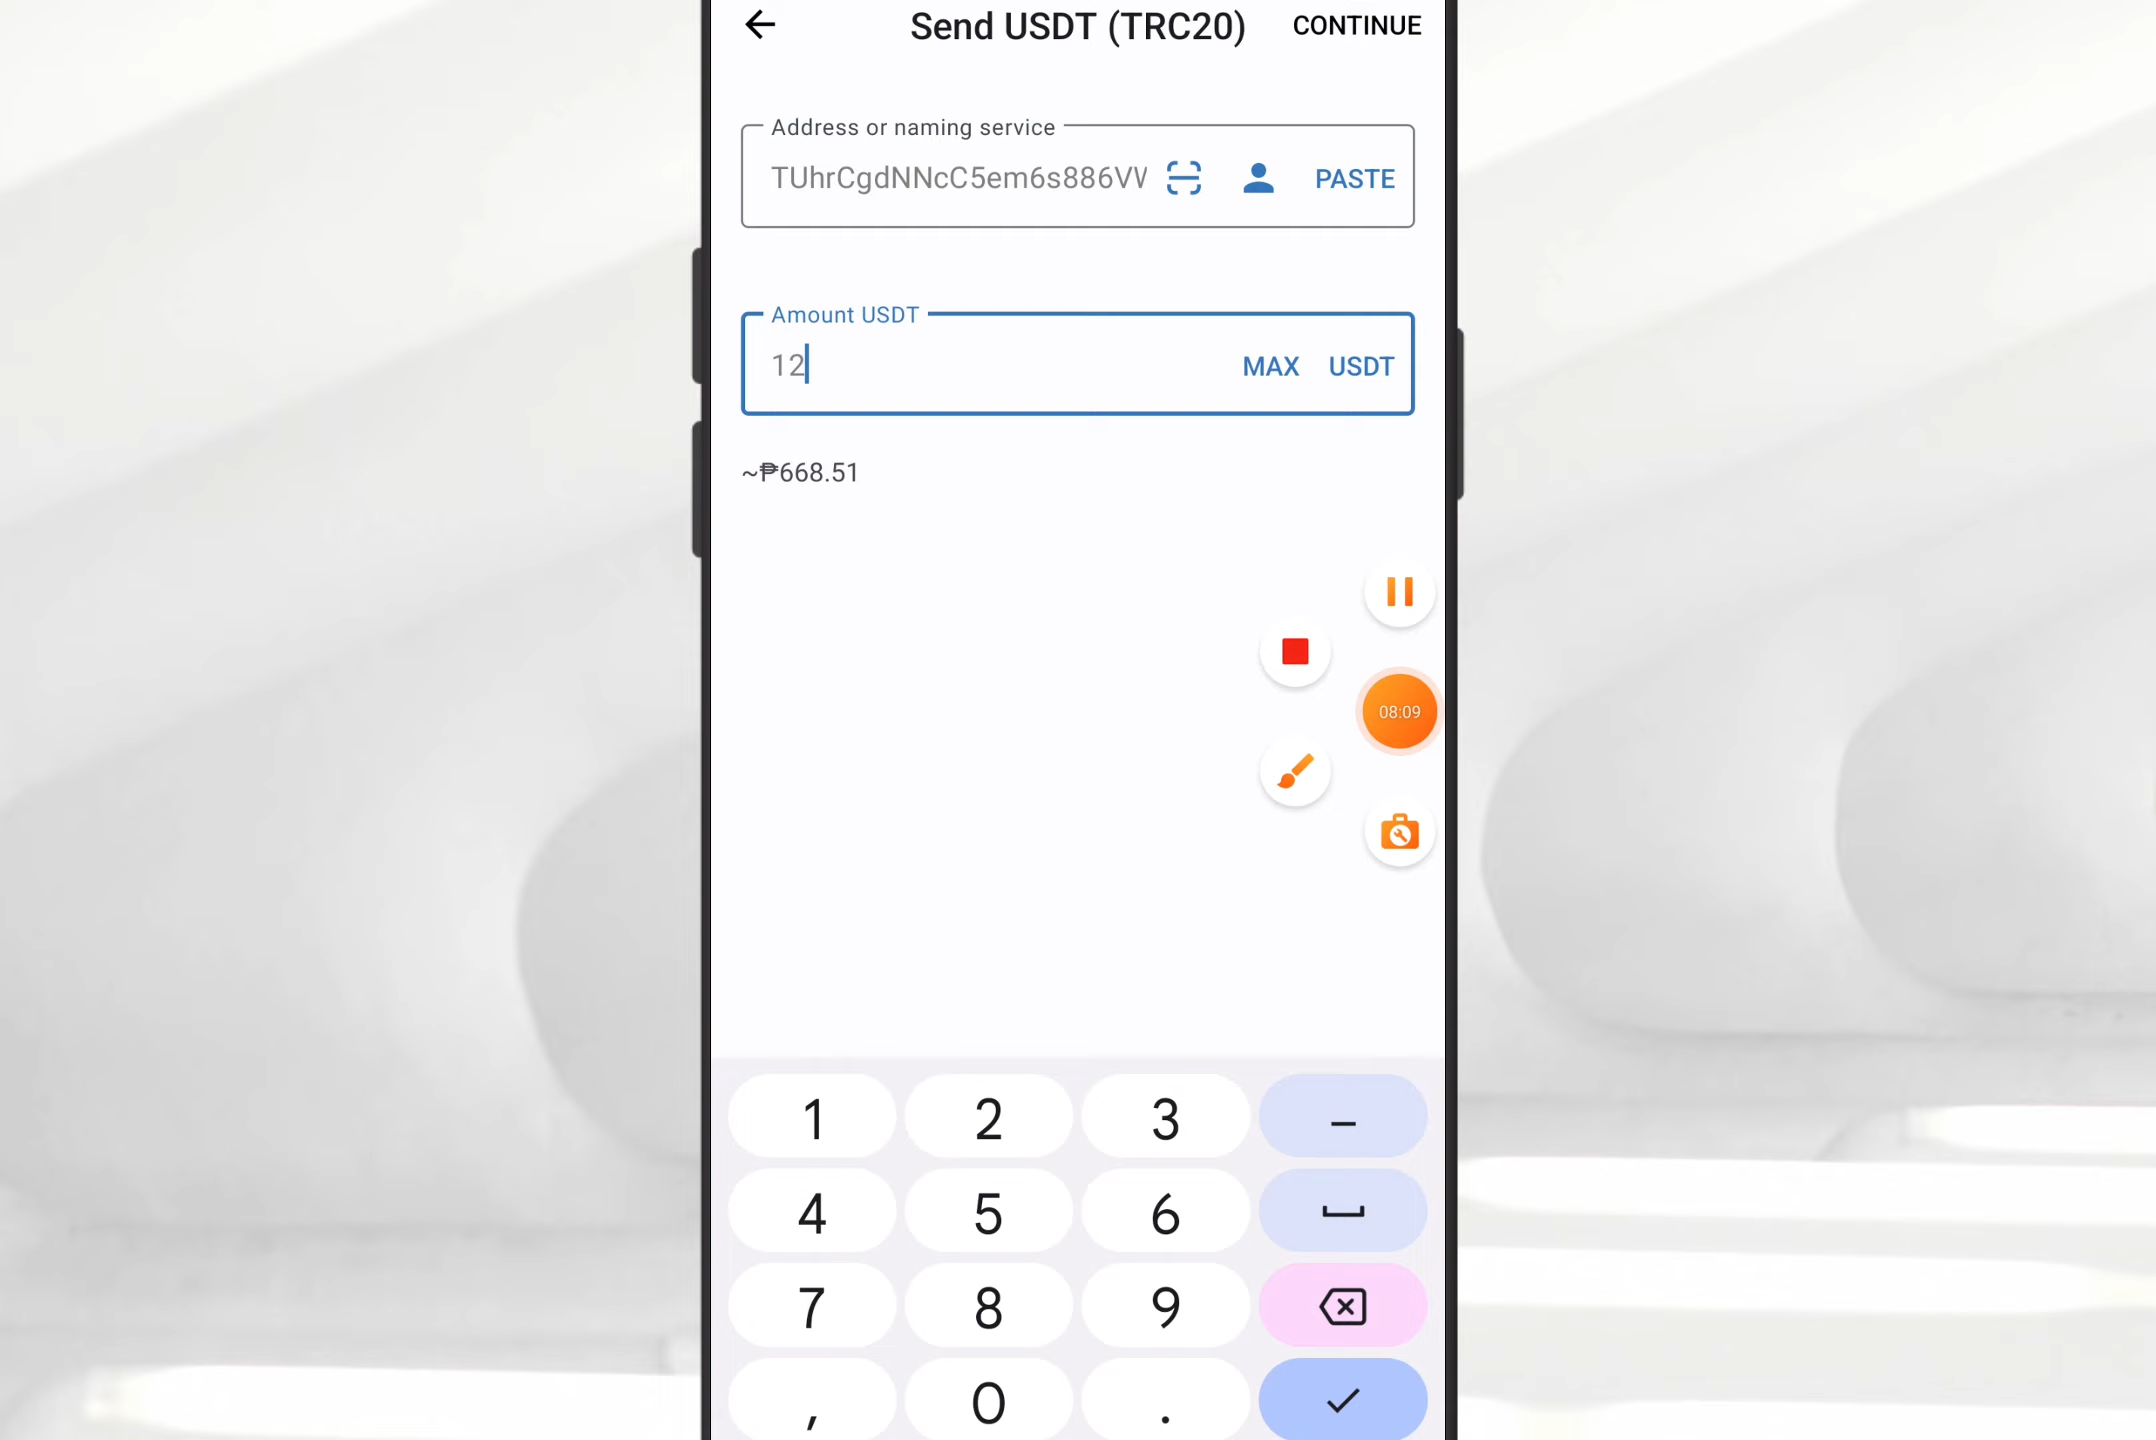 Send USDT (TRC20) CONTINUE
Address or naming service
TUhrCgdNNcC5em6s886VV PASTE
Amount USDT
12 MAX USDT
~₱668.51
08:09
1 2 3 –
4 5 6
7 8 9
, 0 .